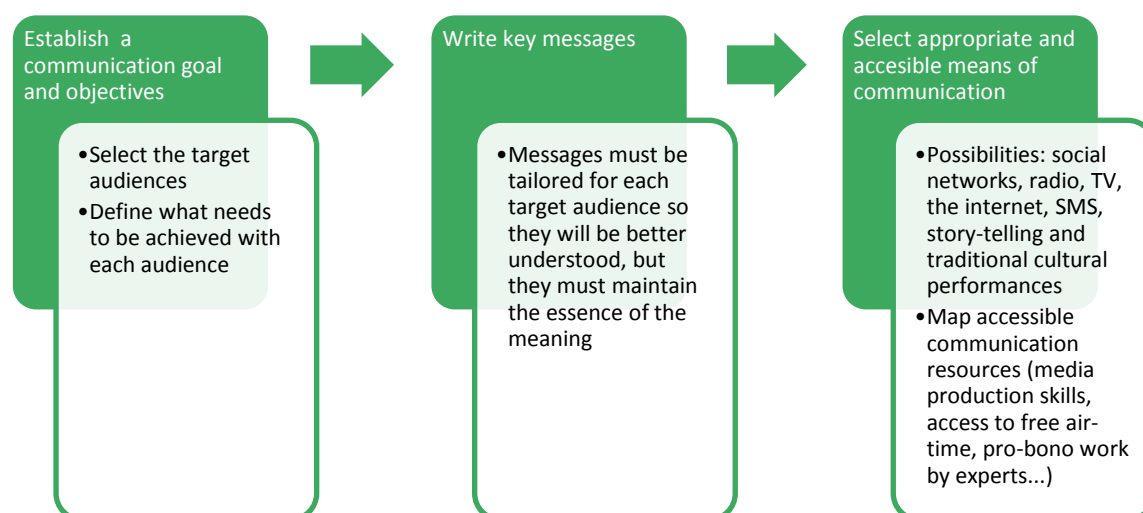 Establish  a
communication goal
and objectives
•Select the target
audiences
•Define what needs
to be achieved with
each audience
Write key messages
•Messages must be
tailored for each
target audience so
they will be better
understood, but
they must maintain
the essence of the
meaning
Select appropriate and
accesible means of
communication
•Possibilities: social
networks, radio, TV,
the internet, SMS,
story-telling and
traditional cultural
performances
•Map accessible
communication
resources (media
production skills,
access to free air-
time, pro-bono work
by experts...)